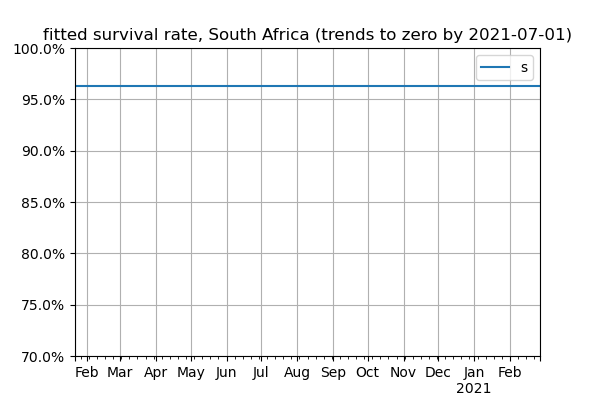 fitted survival rate, South Africa (trends to zero by 2021-07-01)
100.0%
s
95.0%
90.0%
85.0%
80.0%
75.0%
70.0%
Feb Mar Apr May Jun Jul Aug Sep Oct Nov Dec Jan Feb
2021